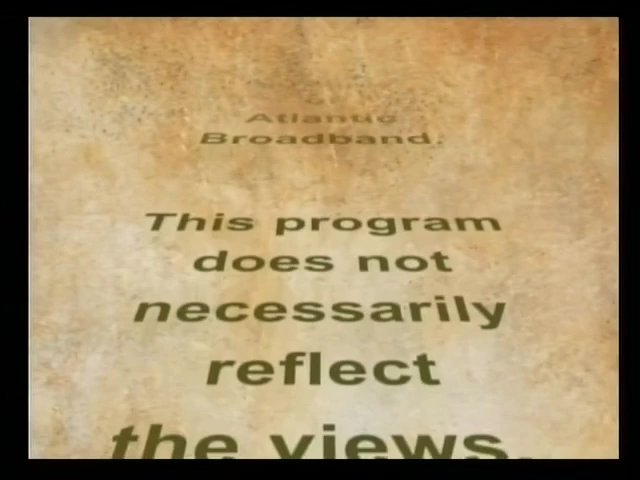 Atlantic
Broadband.
This program
does not
necessarily
reflect
the views,